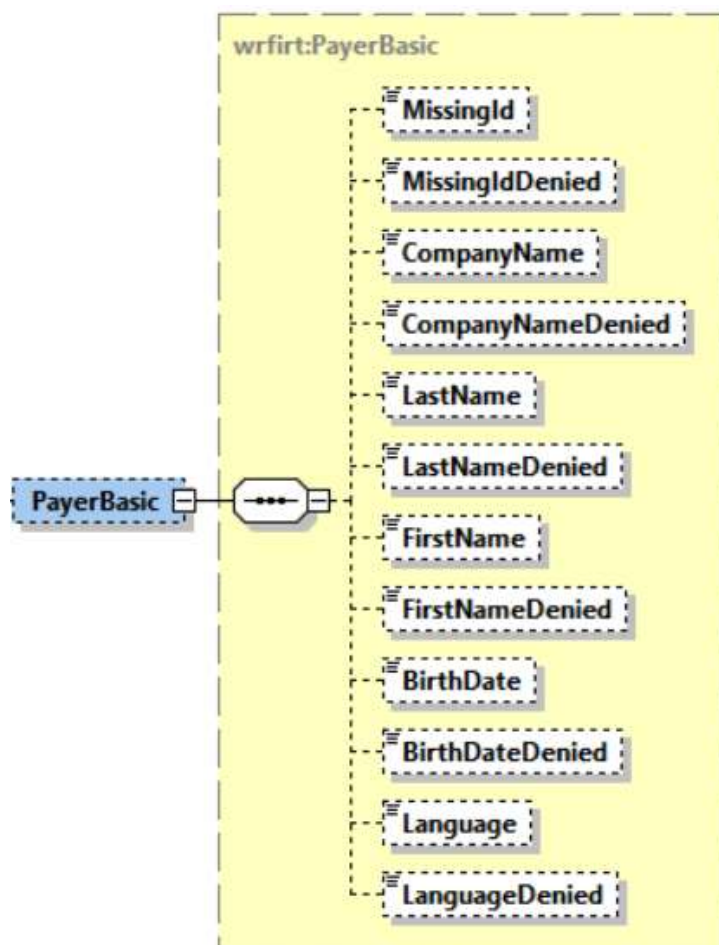 wrfirt:PayerBasic
MissingId
MissingIdDenied
CompanyName
CompanyNameDenied
LastName
LastNameDenied
PayerBasic
FirstName
FirstNameDenied
BirthDate
BirthDateDenied
Language
LanguageDenied